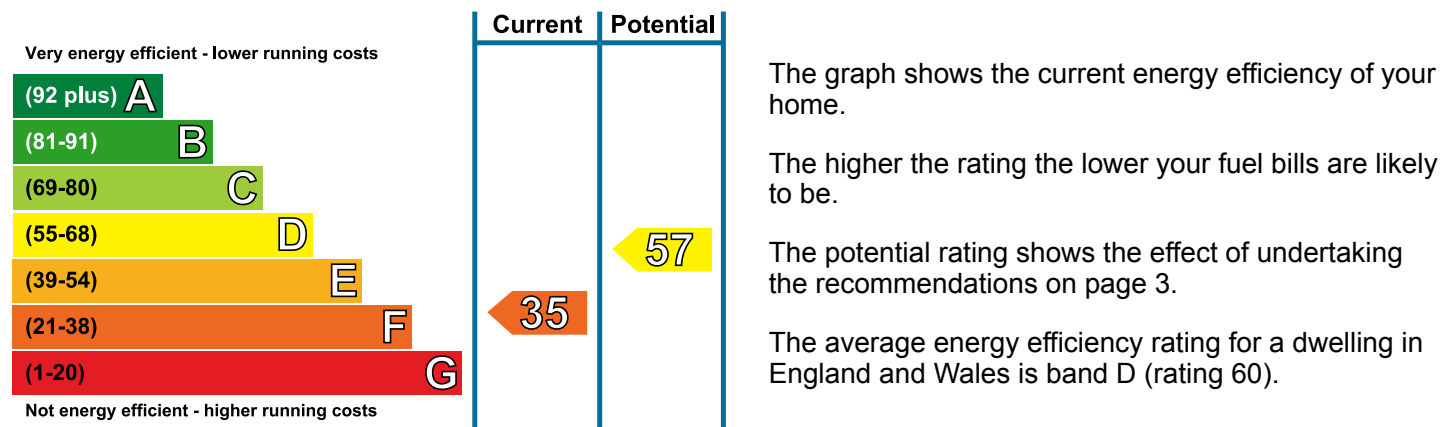 Current Potential
Very energy efficient - lower running costs
(92 plus) A
(81-91) B
(69-80) C
(55-68) D
57
(39-54) E
(21-38) F
35
(1-20) G
Not energy efficient - higher running costs
The graph shows the current energy efficiency of your
home.
The higher the rating the lower your fuel bills are likely
to be.
The potential rating shows the effect of undertaking
the recommendations on page 3.
The average energy efficiency rating for a dwelling in
England and Wales is band D (rating 60).